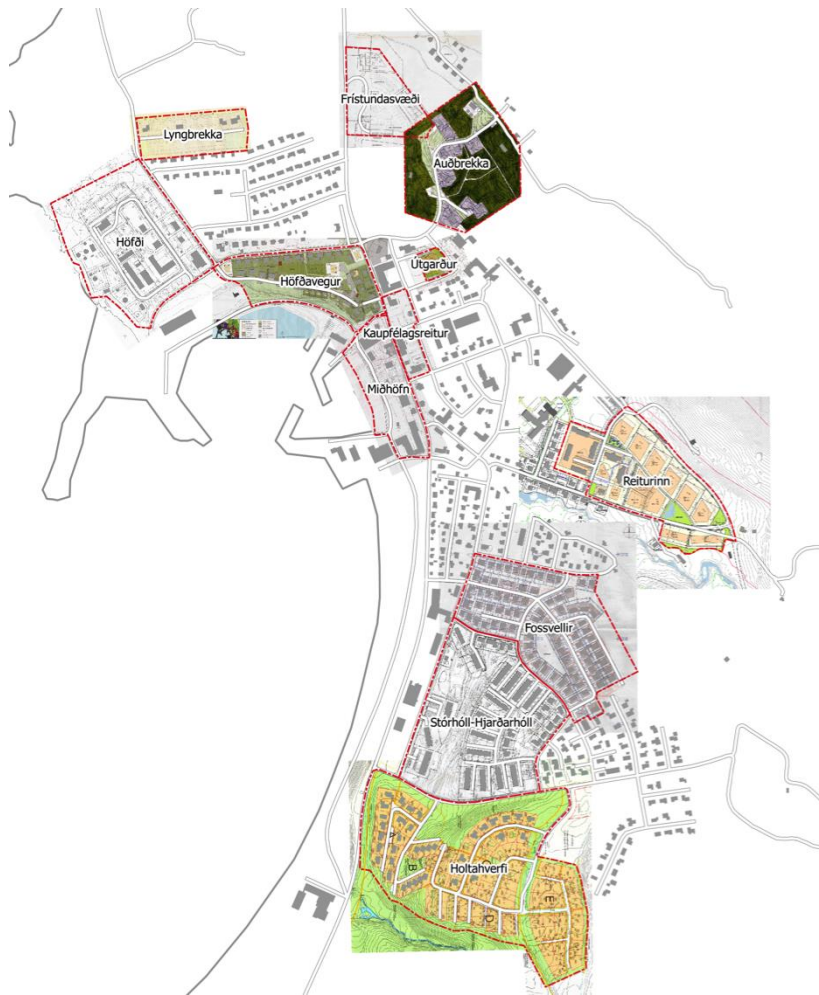 Frístundasvæði
Lyngbrekka
Auðbrekka
Höfði
Útgarður
Höfðavegur
Kaupfélagsreitur
Miðhöfn
Reiturinn
Fossvellir
Stórhóll-Hjarðarhóll
Holtahverfi
A
B
C
D
E